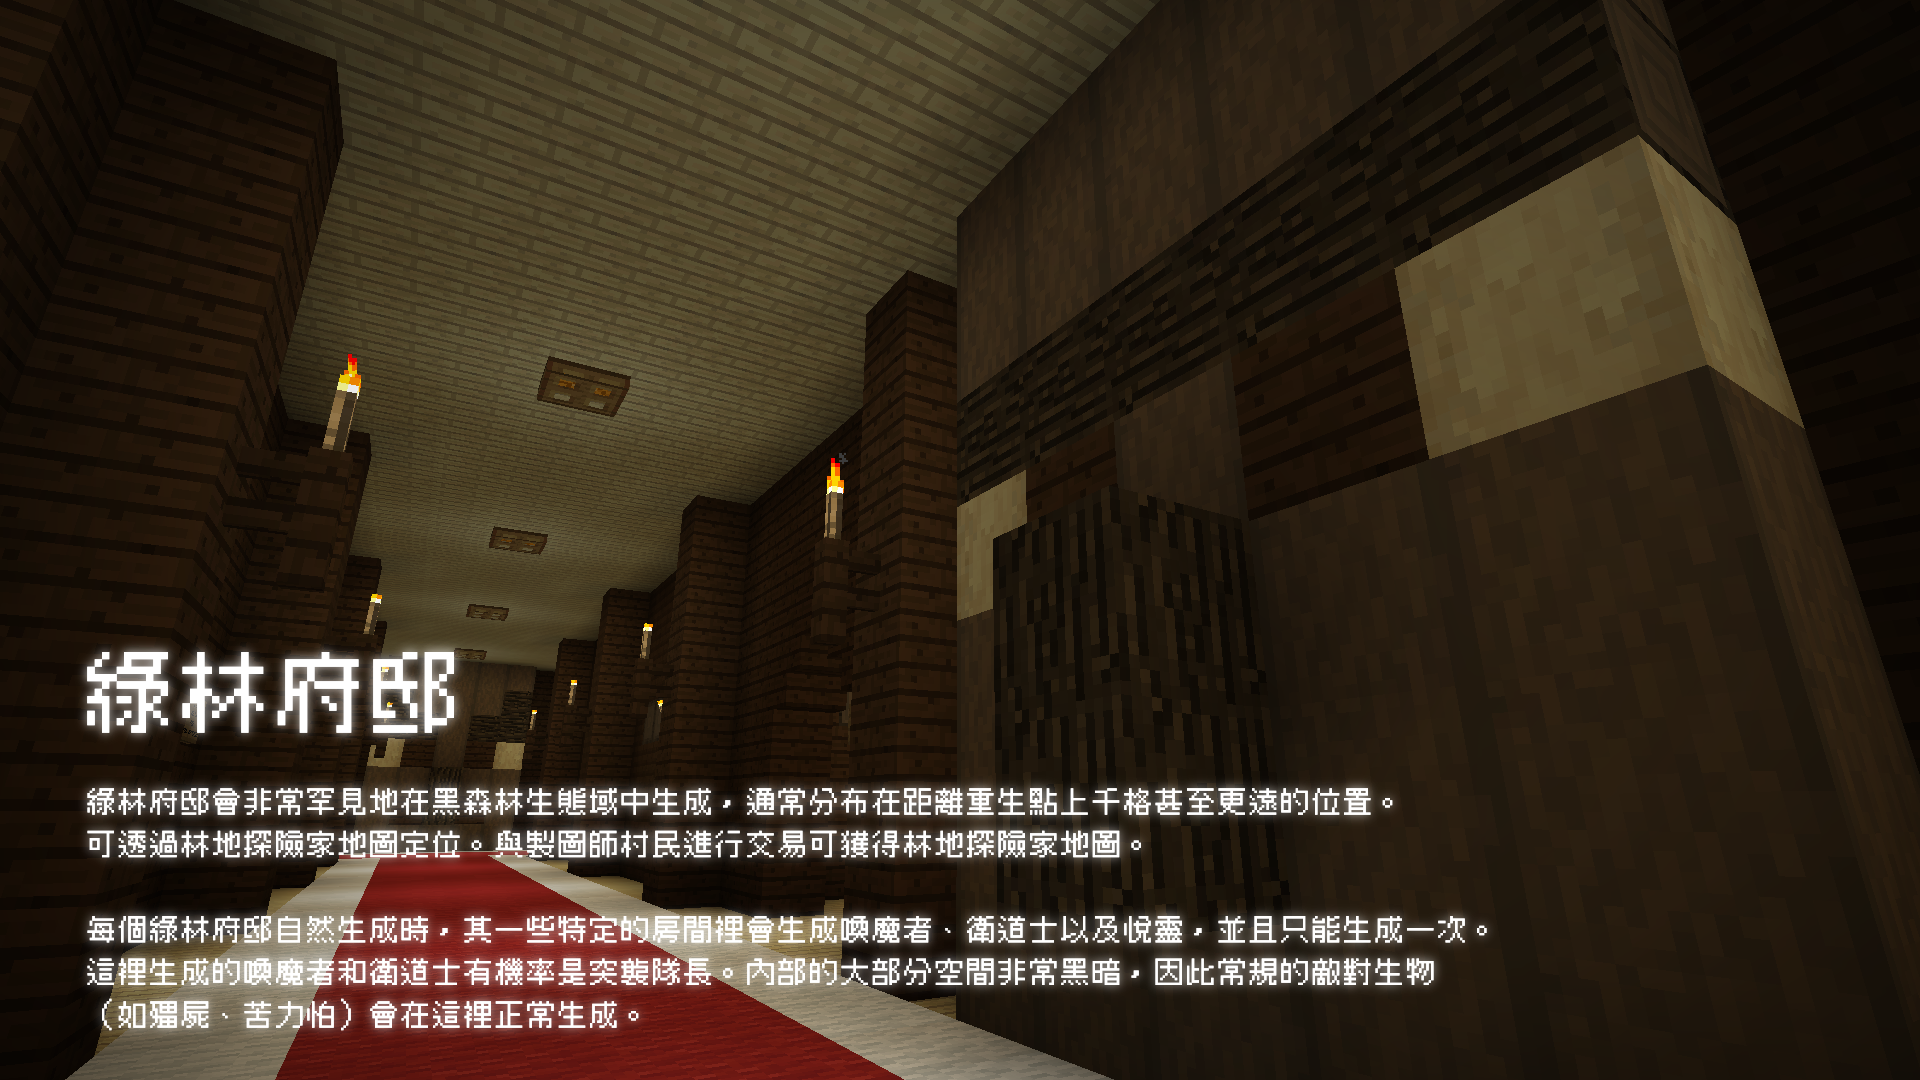 綠林府邸
綠林府邸會非常罕見地在黑森林生態域中生成，通常分布在距離重生點上千格甚至更遠的位置。
可透過林地探險家地圖定位。與製圖師村民進行交易可獲得林地探險家地圖。
每個綠林府邸自然生成時，其一些特定的房間裡會生成喚魔者、衛道士以及悅靈，並且只能生成一次。
這裡生成的喚魔者和衛道士有機率是突襲隊長。內部的大部分空間非常黑暗，因此常規的敵對生物
（如殭屍、苦力怕）會在這裡正常生成。